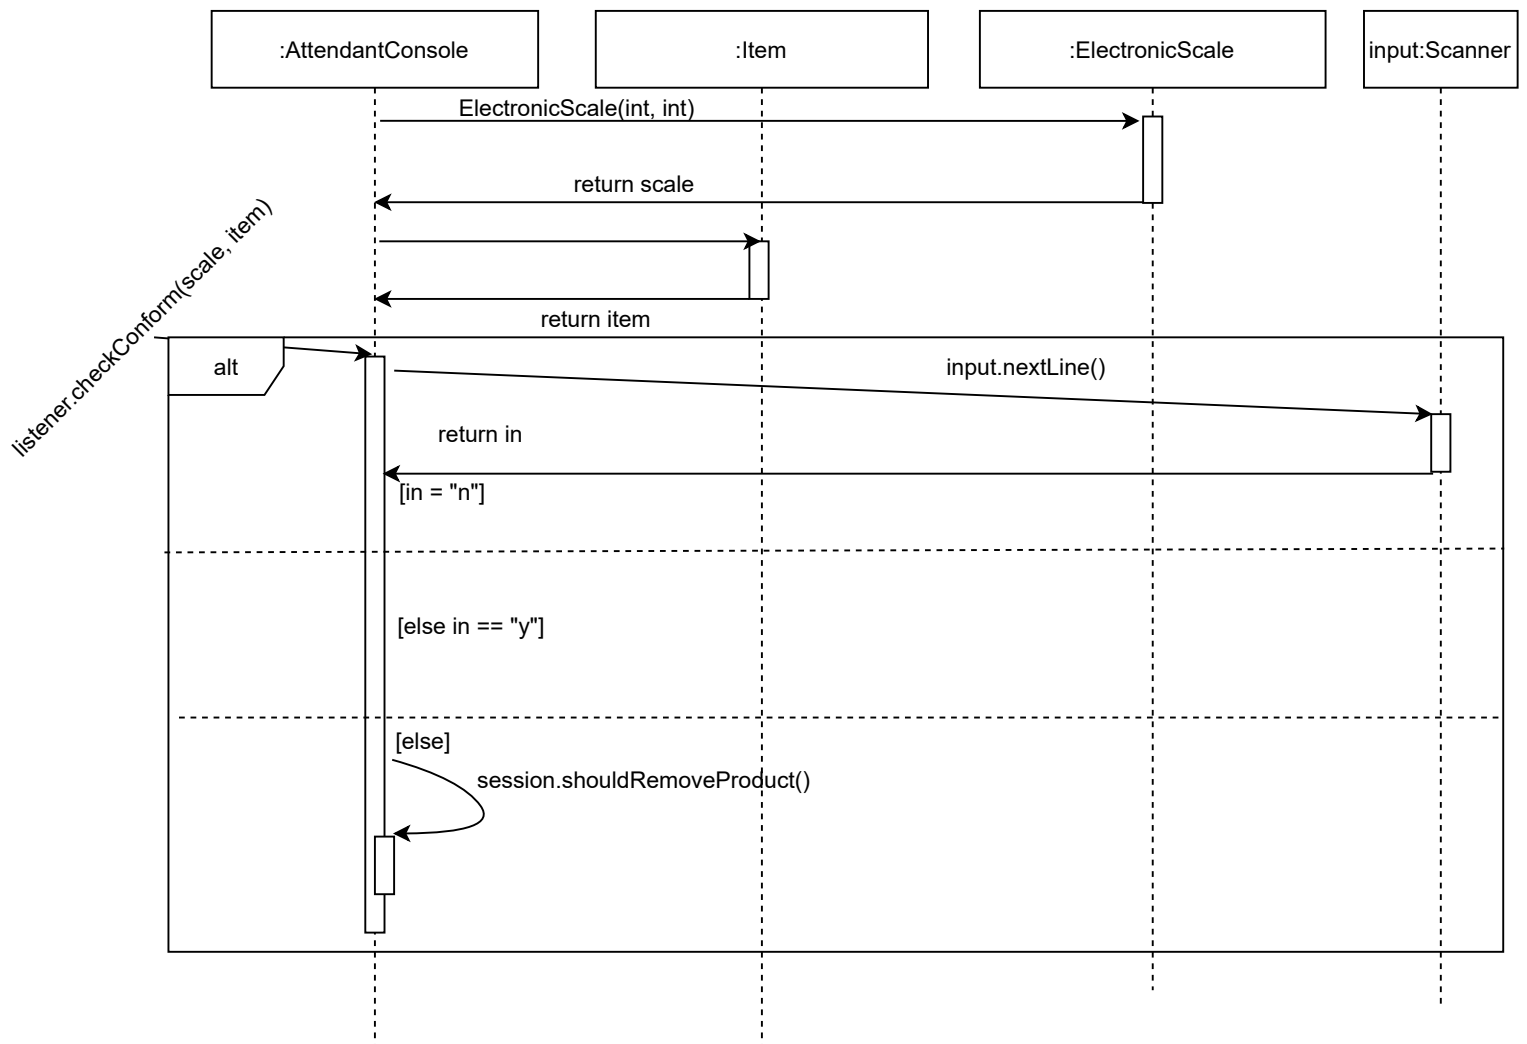 :AttendantConsole
:Item
:ElectronicScale
input:Scanner
ElectronicScale(int, int)
return scale
listener.checkConform(scale, item)
return item
alt
input.nextLine()
return in
[in = "n"]
[else in == "y"]
[else]
session.shouldRemoveProduct()